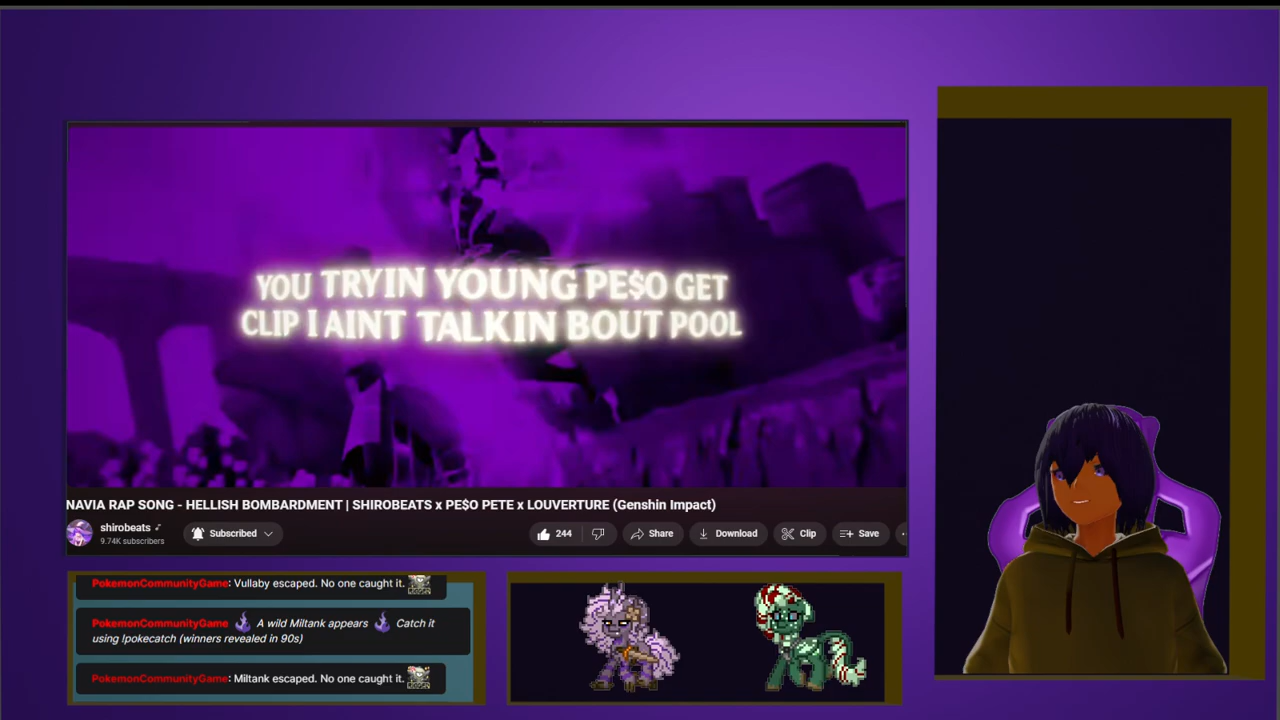 YOU TRYIN YOUNG PE$O GET
CLIP I AINT TALKIN BOUT POOL
NAVIA RAP SONG - HELLISH BOMBARDMENT | SHIROBEATS x PE$O PETE x LOUVERTURE (Genshin Impact)
shirobeats
9.74K subscribers
Subscribed
244
Share
Download
Clip
Save
PokemonCommunityGame: Vullaby escaped. No one caught it.
PokemonCommunityGame: A wild Miltank appears Catch it
using !pokecatch (winners revealed in 90s)
PokemonCommunityGame: Miltank escaped. No one caught it.